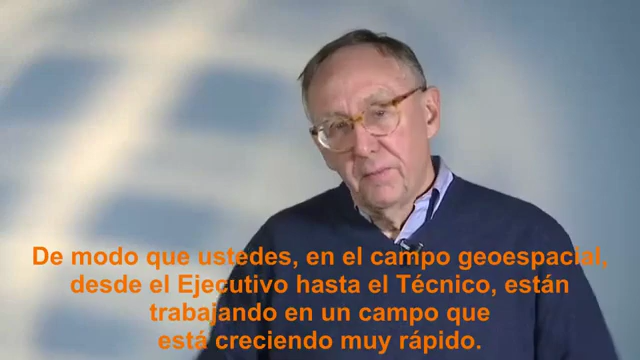 De modo que ustedes, en el campo geoespacial,
desde el Ejecutivo hasta el Técnico, están
trabajando en un campo que
está creciendo muy rápido.